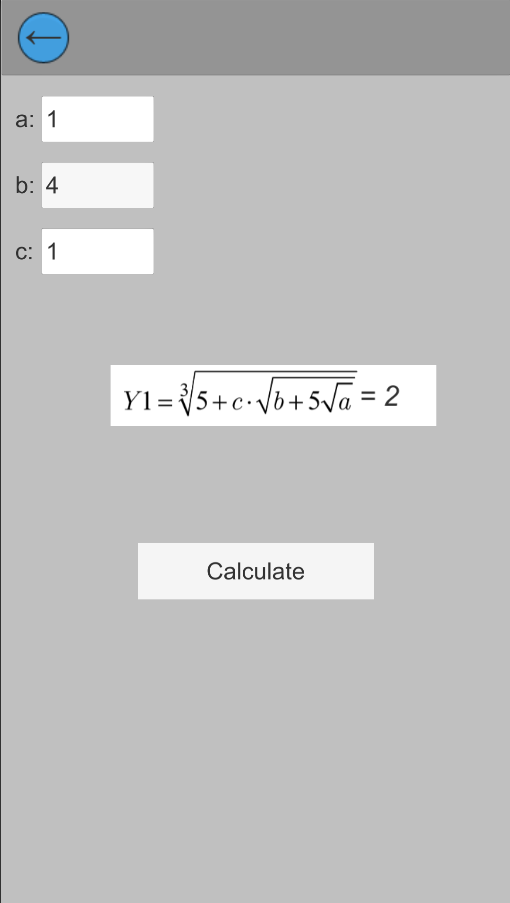 a: 1
b: 4
c: 1
Y1 = ∛(5 + c · √(b + 5√a)) = 2
Calculate